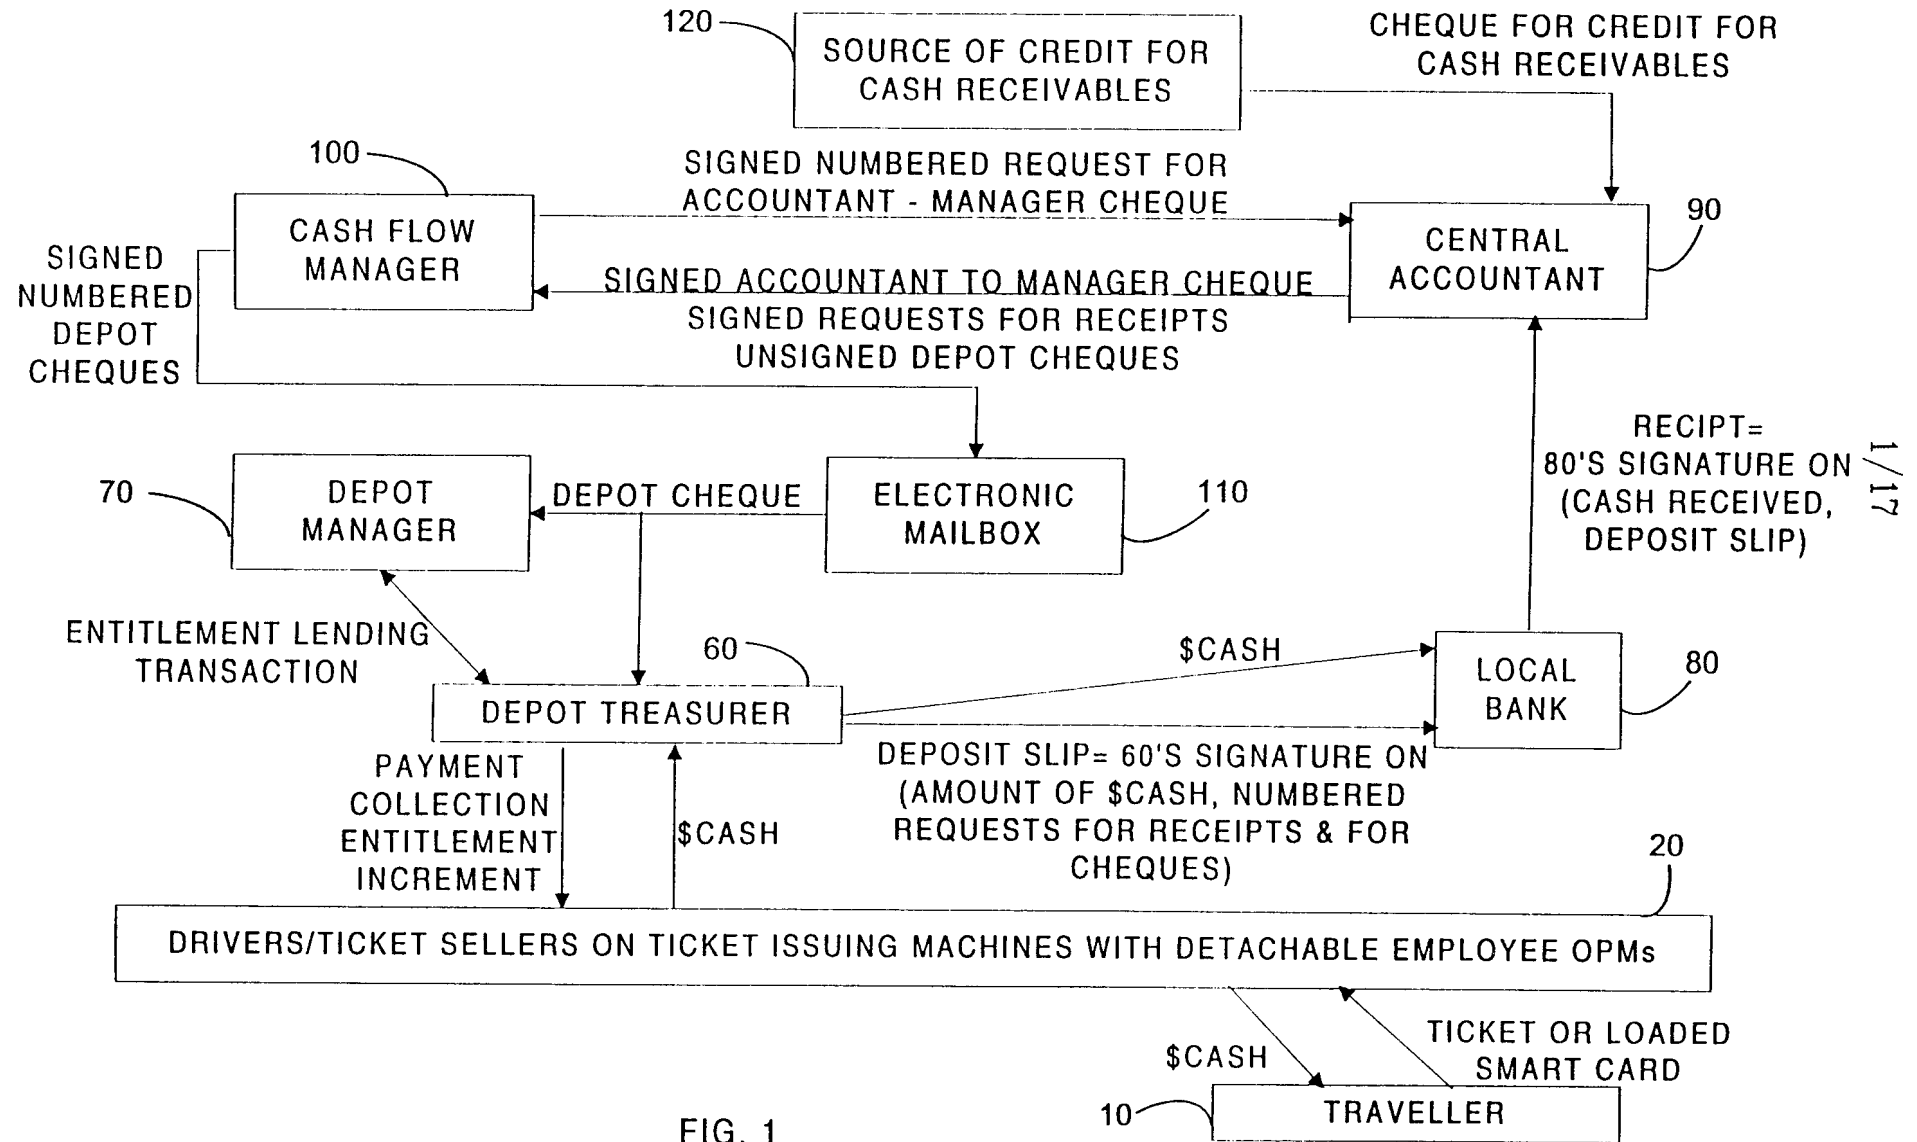 120
SOURCE OF CREDIT FOR
CASH RECEIVABLES
CHEQUE FOR CREDIT FOR
CASH RECEIVABLES
100
SIGNED NUMBERED REQUEST FOR
ACCOUNTANT - MANAGER CHEQUE
CASH FLOW
MANAGER
90
CENTRAL
ACCOUNTANT
SIGNED
NUMBERED
DEPOT
CHEQUES
SIGNED ACCOUNTANT TO MANAGER CHEQUE
SIGNED REQUESTS FOR RECEIPTS
UNSIGNED DEPOT CHEQUES
RECIPT=
80'S SIGNATURE ON
(CASH RECEIVED,
DEPOSIT SLIP)
1/17
70
DEPOT
MANAGER
DEPOT CHEQUE
ELECTRONIC
MAILBOX
110
ENTITLEMENT LENDING
TRANSACTION
60
DEPOT TREASURER
$CASH
LOCAL
BANK
80
PAYMENT
COLLECTION
ENTITLEMENT
INCREMENT
$CASH
DEPOSIT SLIP= 60'S SIGNATURE ON
(AMOUNT OF $CASH, NUMBERED
REQUESTS FOR RECEIPTS & FOR
CHEQUES)
20
DRIVERS/TICKET SELLERS ON TICKET ISSUING MACHINES WITH DETACHABLE EMPLOYEE OPMs
$CASH
TICKET OR LOADED
SMART CARD
10
TRAVELLER
FIG. 1